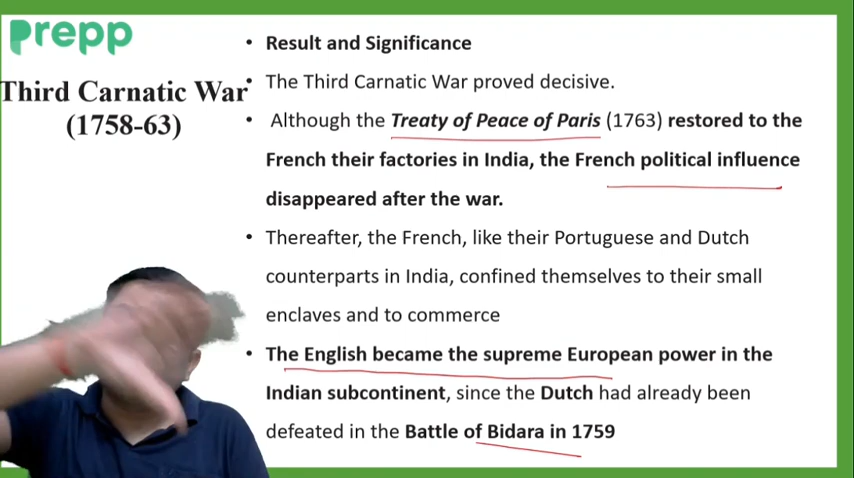 Prepp
Third Carnatic War
(1758-63)
• Result and Significance
• The Third Carnatic War proved decisive.
• Although the Treaty of Peace of Paris (1763) restored to the
French their factories in India, the French political influence
disappeared after the war.
• Thereafter, the French, like their Portuguese and Dutch
counterparts in India, confined themselves to their small
enclaves and to commerce
• The English became the supreme European power in the
Indian subcontinent, since the Dutch had already been
defeated in the Battle of Bidara in 1759